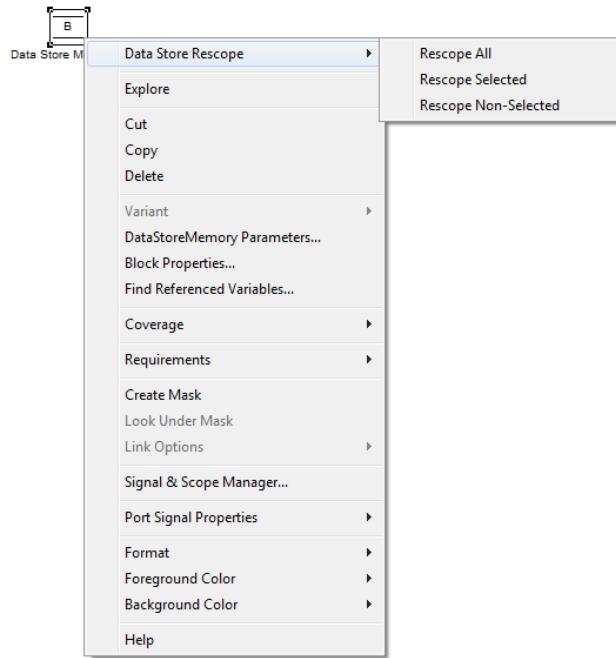 B
Data Store M
Data Store Rescope
Rescope All
Rescope Selected
Rescope Non-Selected
Explore
Cut
Copy
Delete
Variant
DataStoreMemory Parameters...
Block Properties...
Find Referenced Variables...
Coverage
Requirements
Create Mask
Look Under Mask
Link Options
Signal & Scope Manager...
Port Signal Properties
Format
Foreground Color
Background Color
Help